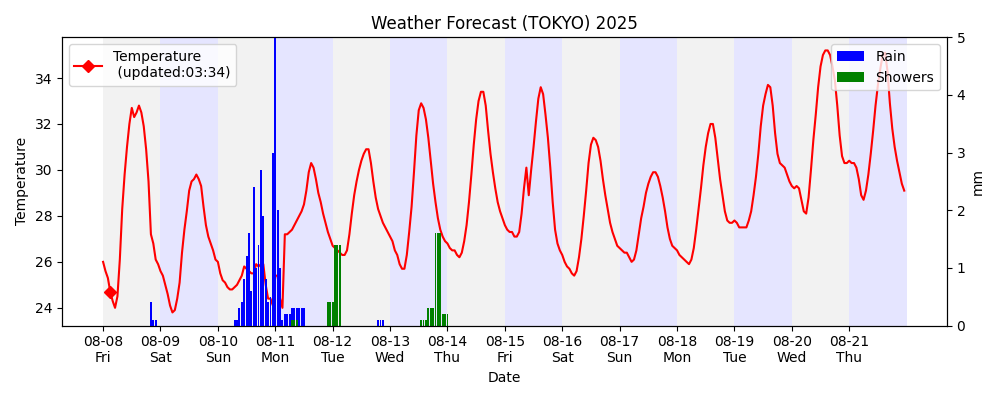 Weather Forecast (TOKYO) 2025
Temperature
(updated:03:34)
Rain
Showers
Temperature
34
32
30
28
26
24
5
4
3
2
1
0
mm
08-08 08-09 08-10 08-11 08-12 08-13 08-14 08-15 08-16 08-17 08-18 08-19 08-20 08-21
Fri Sat Sun Mon Tue Wed Thu Fri Sat Sun Mon Tue Wed Thu
Date